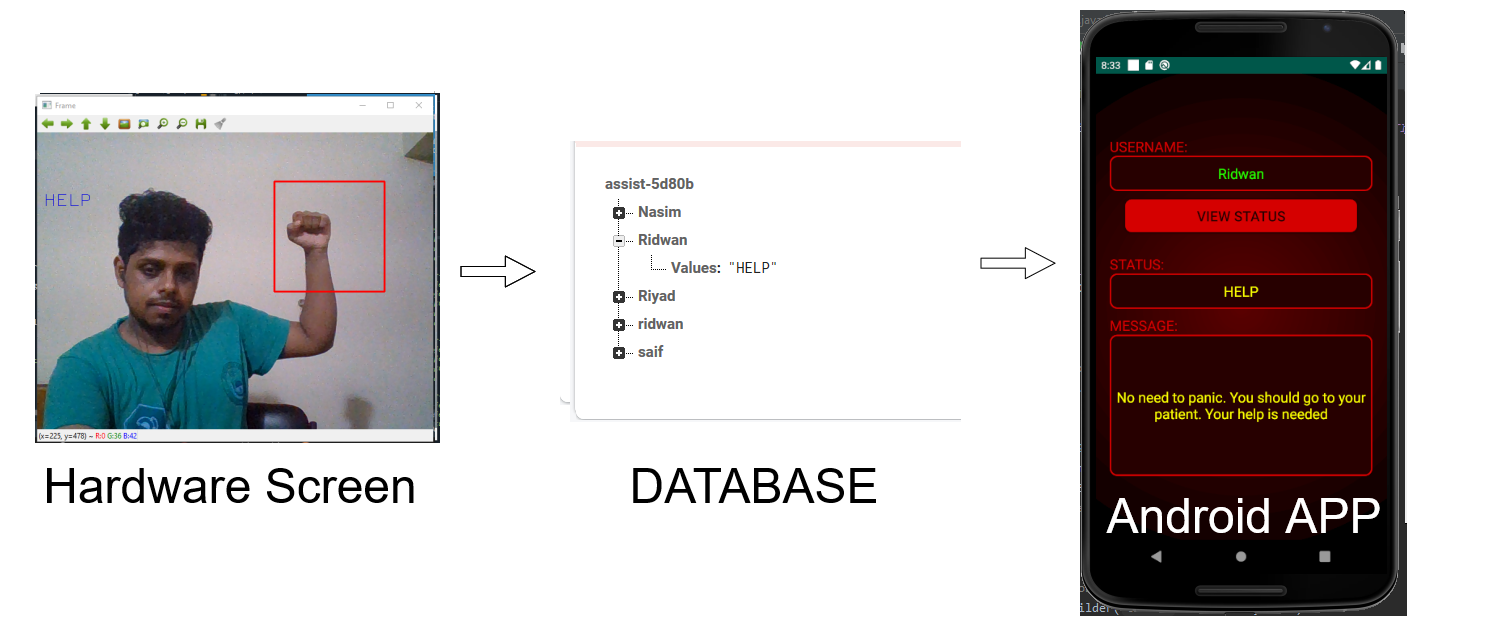 Frame
HELP
(x=225, y=478) ~ R:0 G:36 B:42
Hardware Screen
assist-5d80b
Nasim
Ridwan
Values: "HELP"
Riyad
ridwan
saif
DATABASE
8:33
USERNAME:
Ridwan
VIEW STATUS
STATUS:
HELP
MESSAGE:
No need to panic. You should go to your
patient. Your help is needed
Android APP
ilder(